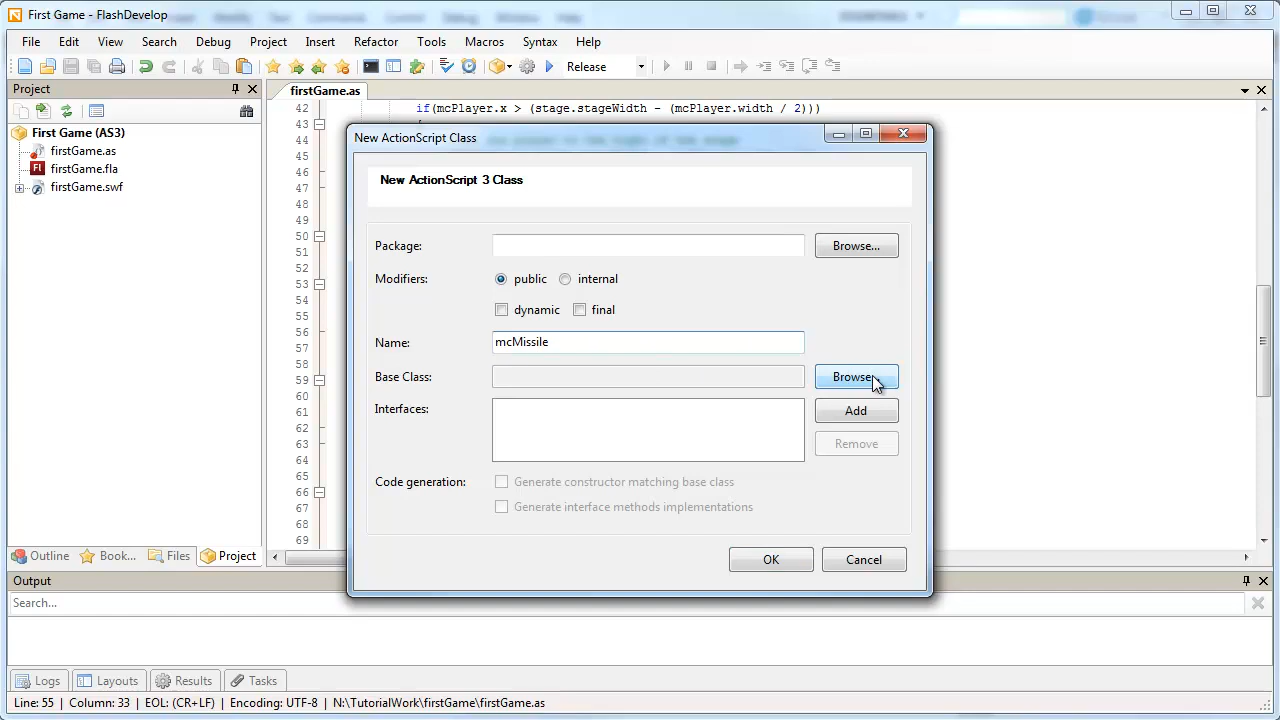 First Game - FlashDevelop
File Edit View Search Debug Project Insert Refactor Tools Macros Syntax Help
Release
Project
firstGame.as
First Game (AS3)
firstGame.as
firstGame.fla
firstGame.swf
42 if(mcPlayer.x > (stage.stageWidth - (mcPlayer.width / 2)))
43
44
45
46
47
48
49
50
51
52
53
54
55
56
57
58
59
60
61
62
63
64
65
66
67
68
69
New ActionScript Class
New ActionScript 3 Class
Package: Browse...
Modifiers: public internal
dynamic final
Name: mcMissile
Base Class: Browse...
Interfaces: Add
Remove
Code generation: Generate constructor matching base class
Generate interface methods implementations
OK Cancel
Outline Book... Files Project
Output
Search...
Logs Layouts Results Tasks
Line: 55 | Column: 33 | EOL: (CR+LF) | Encoding: UTF-8 | N:\TutorialWork\firstGame\firstGame.as